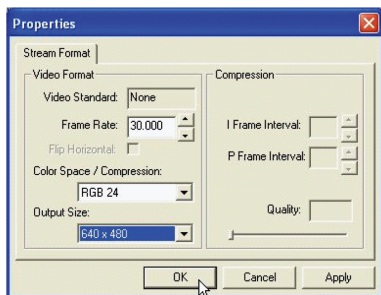 Properties
Stream Format
Video Format
Video Standard: None
Frame Rate: 30.000
Flip Horizontal:
Color Space / Compression:
RGB 24
Output Size:
640 x 480
Compression
I Frame Interval:
P Frame Interval:
Quality:
OK Cancel Apply